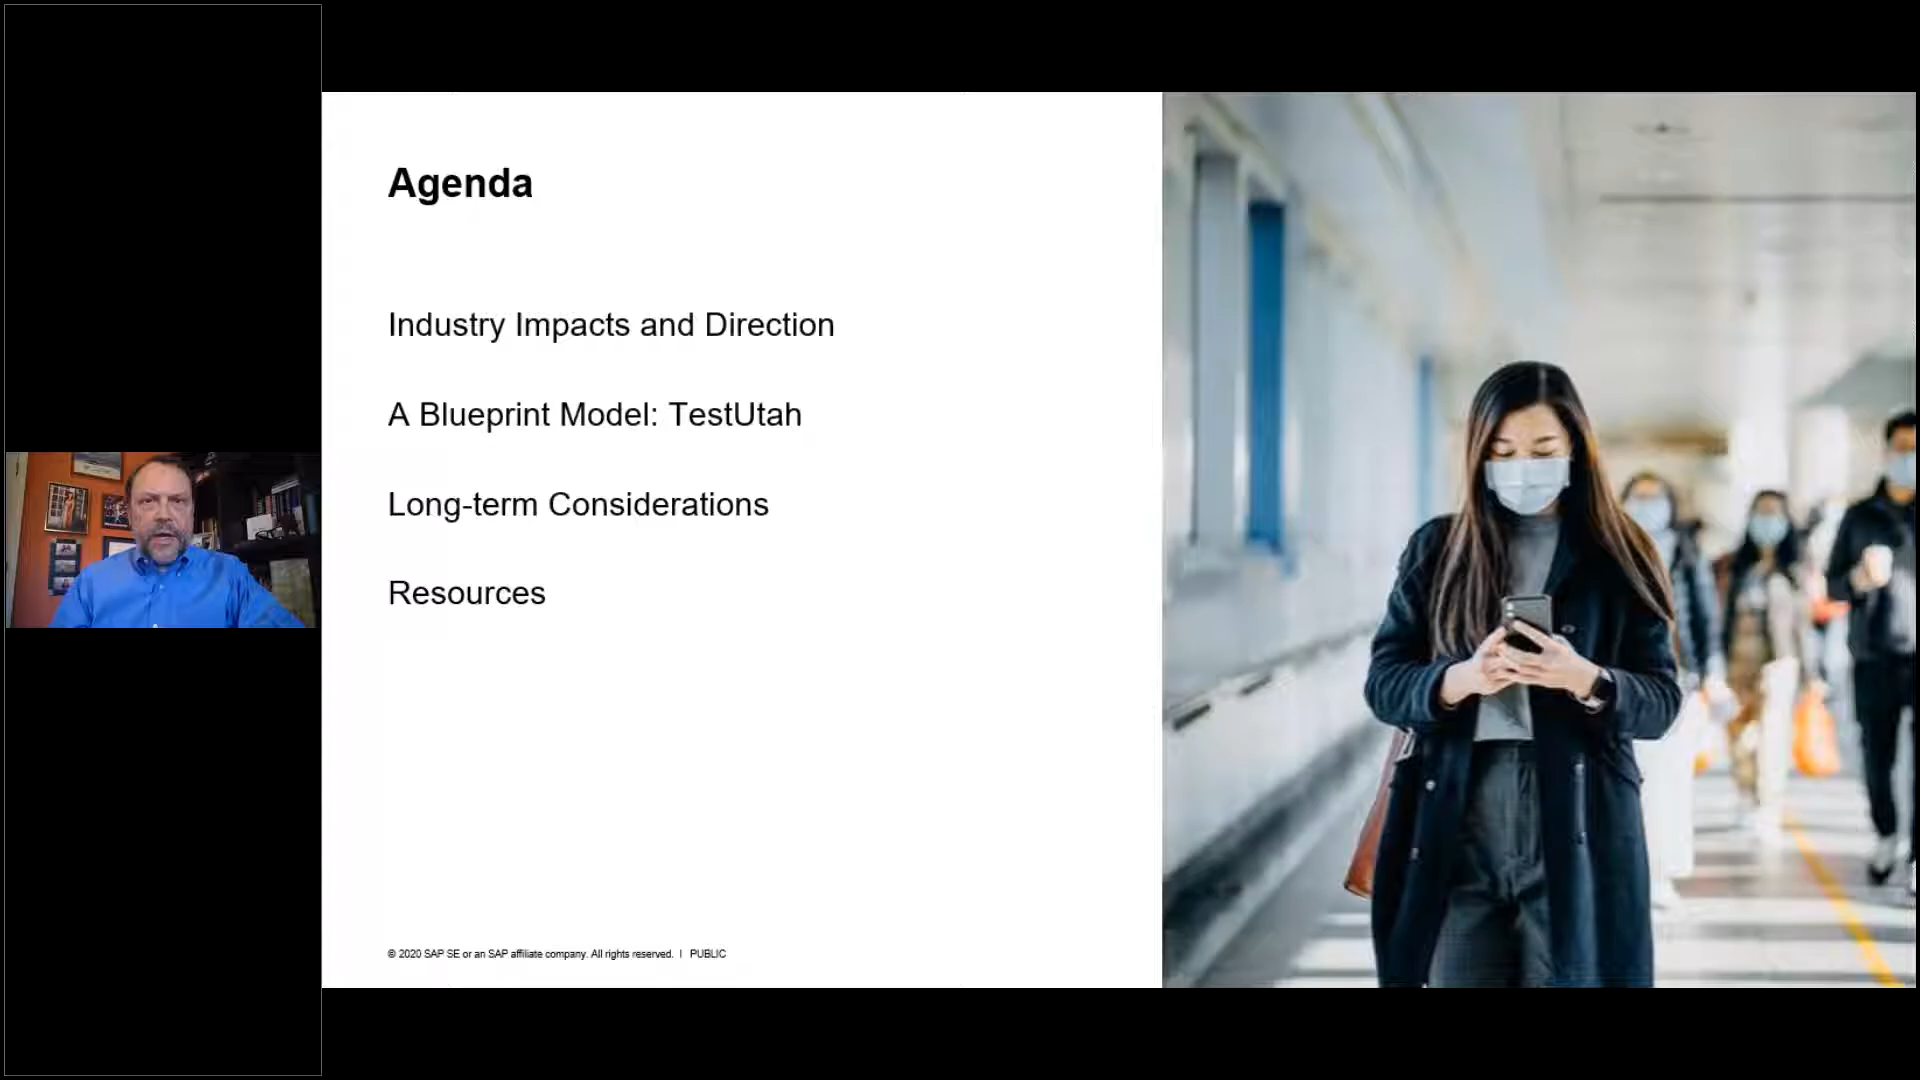 Agenda
Industry Impacts and Direction
A Blueprint Model: TestUtah
Long-term Considerations
Resources
© 2020 SAP SE or an SAP affiliate company. All rights reserved. | PUBLIC